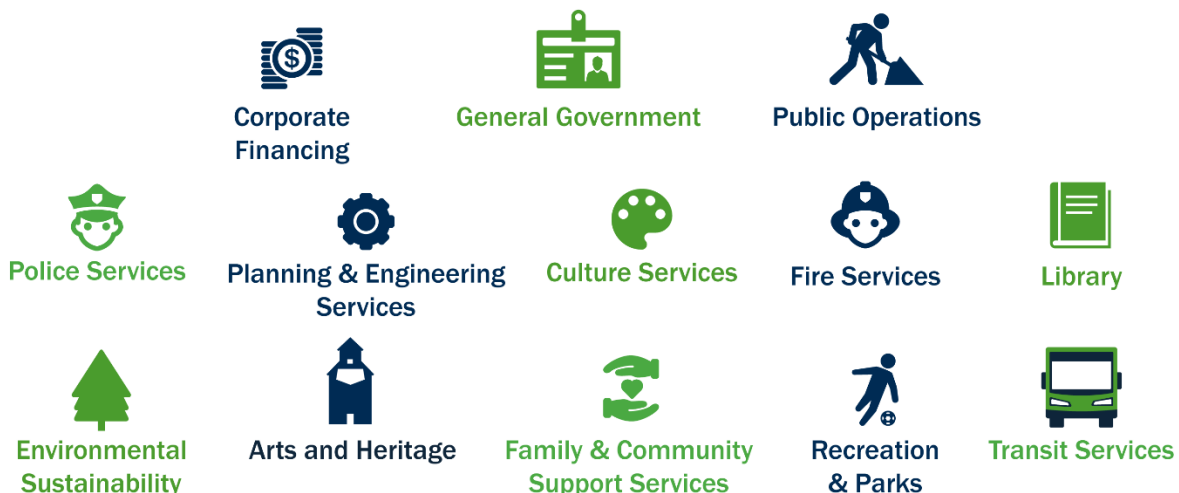 $
Corporate
Financing
General Government
Public Operations
Police Services
Planning & Engineering
Services
Culture Services
Fire Services
Library
Environmental
Sustainability
Arts and Heritage
Family & Community
Support Services
Recreation
& Parks
Transit Services